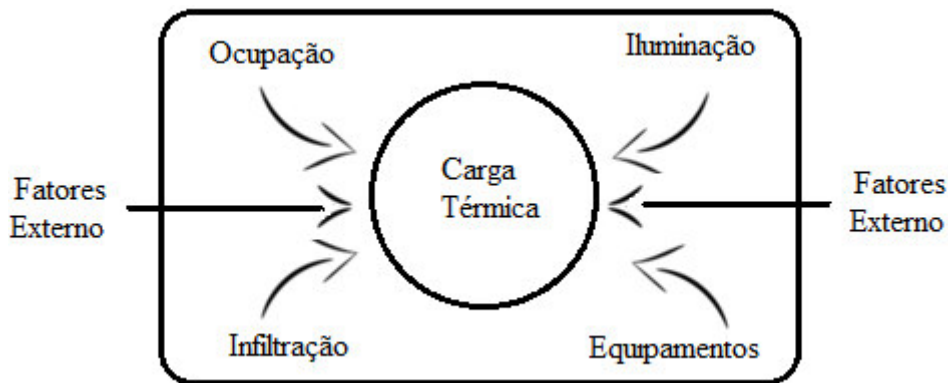 Ocupação
Iluminação
Carga
Térmica
Fatores
Externo
Fatores
Externo
Infiltração
Equipamentos